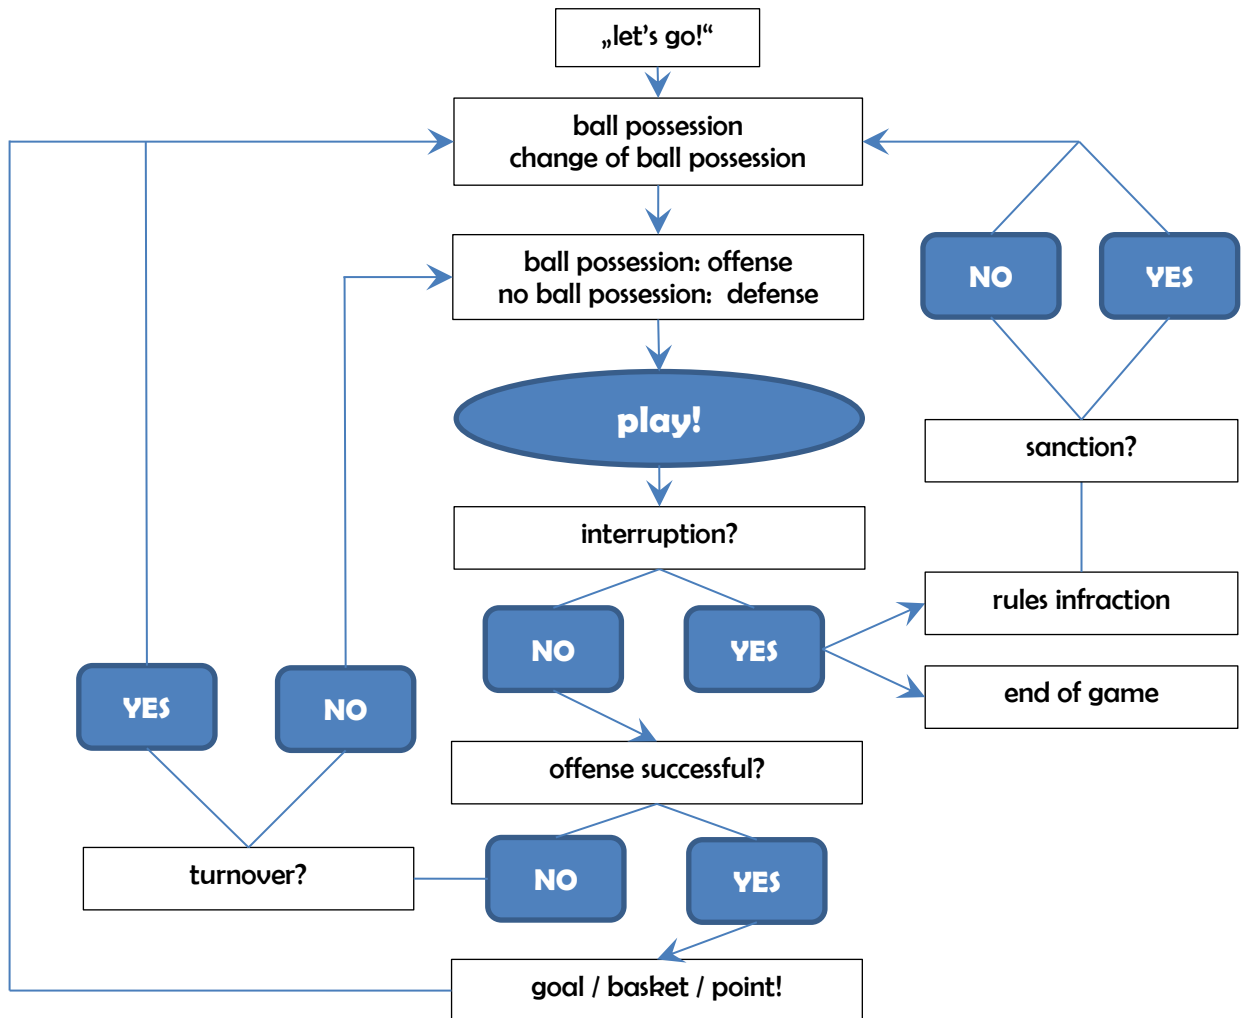 „let's go!“
ball possession
change of ball possession
ball possession: offense
no ball possession: defense
NO
YES
play!
sanction?
interruption?
rules infraction
NO
YES
end of game
YES
NO
offense successful?
turnover?
NO
YES
goal / basket / point!